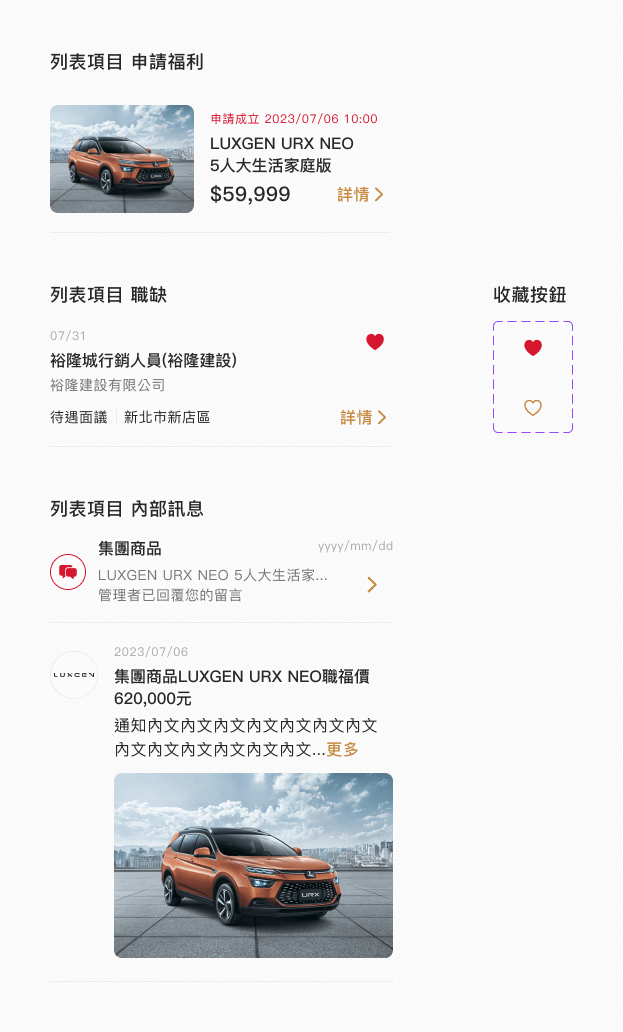 列表項目 申請福利
申請成立 2023/07/06 10:00
LUXGEN URX NEO
5人大生活家庭版
$59,999
詳情
列表項目 職缺
收藏按鈕
07/31
裕隆城行銷人員(裕隆建設)
裕隆建設有限公司
待遇面議
新北市新店區
詳情
列表項目 內部訊息
集團商品
yyyy/mm/dd
LUXGEN URX NEO 5人大生活家...
管理者已回覆您的留言
2023/07/06
LUXGEN
集團商品LUXGEN URX NEO職福價
620,000元
通知內文內文內文內文內文內文內文內文
內文內文內文內文內文內文...更多
URX